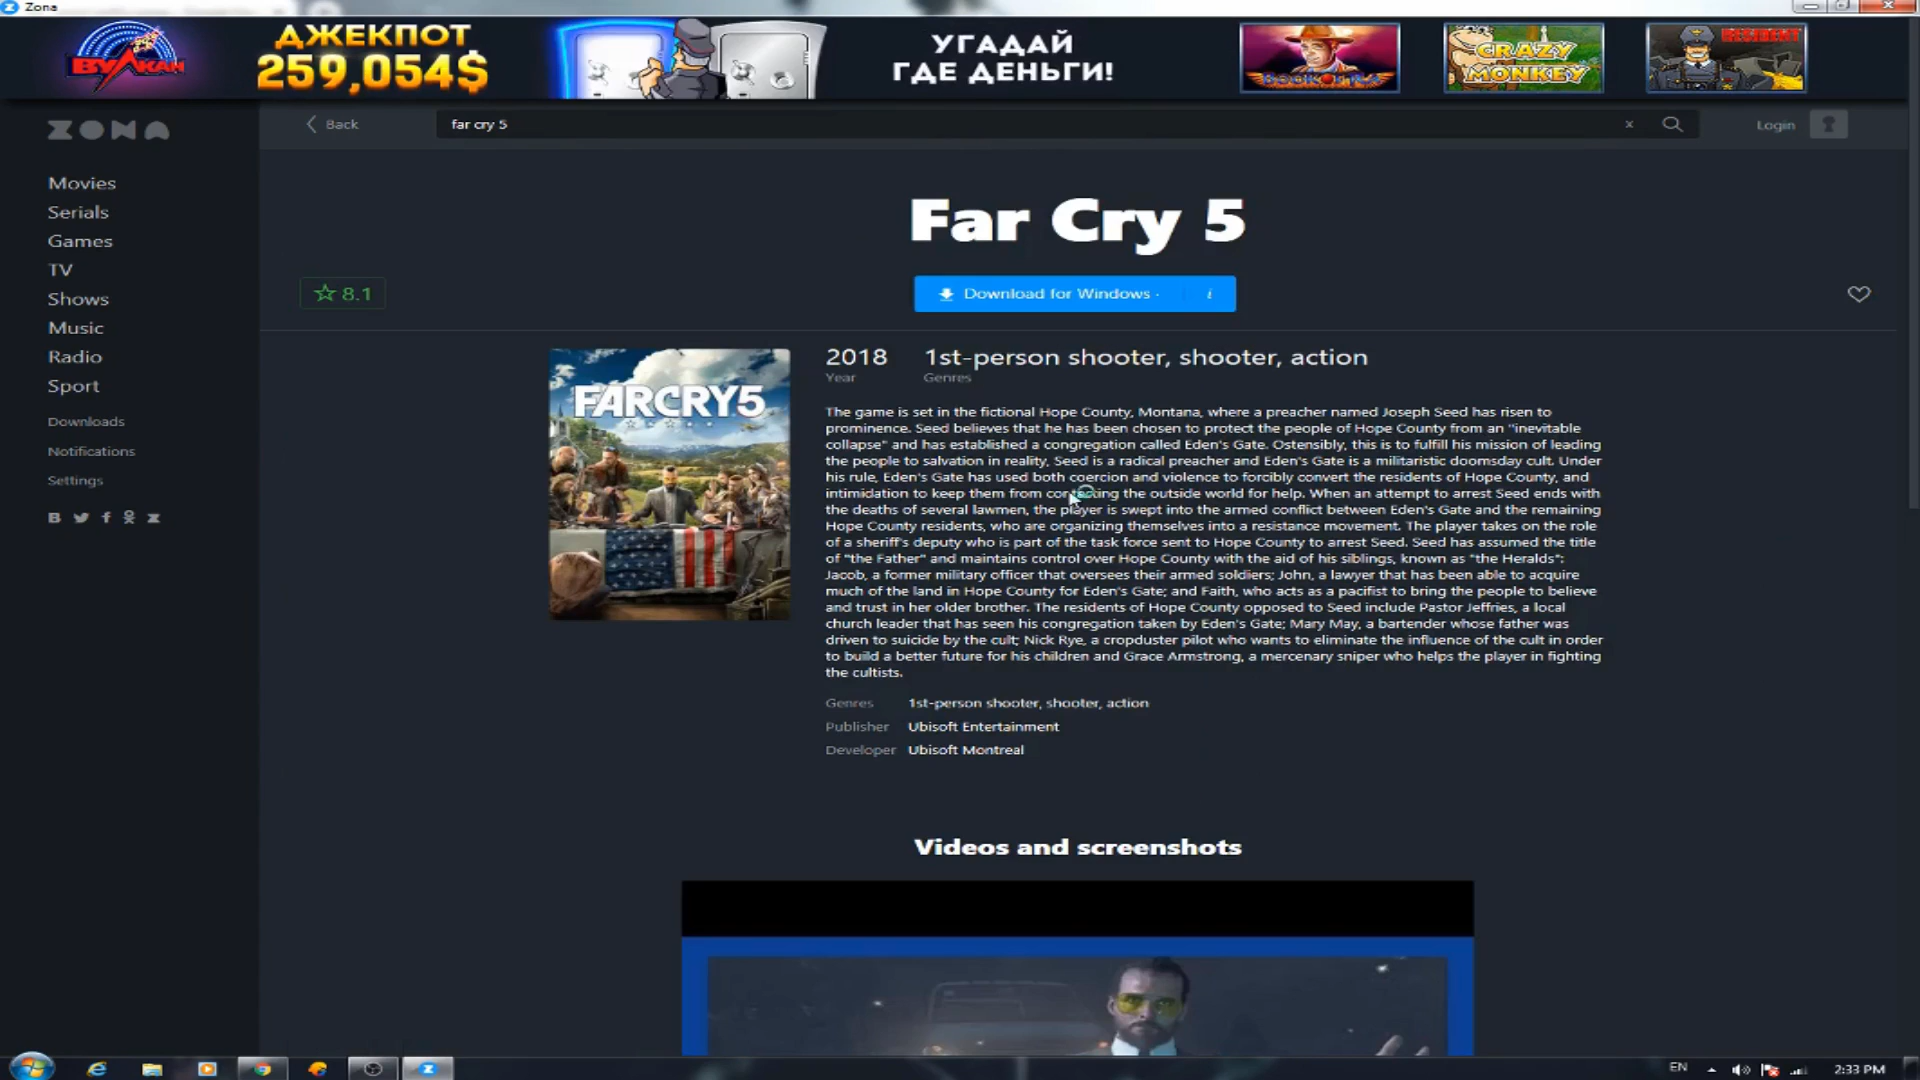 Zona
ВУЛКАН
ДЖЕКПОТ
259,054$
УГАДАЙ
ГДЕ ДЕНЬГИ!
CRAZY
MONKEY
RESIDENT
ZONA
Back
far cry 5
x
Login
Movies
Serials
Games
TV
Shows
Music
Radio
Sport
Downloads
Notifications
Settings
Far Cry 5
8.1
Download for Windows · i
FARCRY5
2018 1st-person shooter, shooter, action
Year Genres
The game is set in the fictional Hope County, Montana, where a preacher named Joseph Seed has risen to
prominence. Seed believes that he has been chosen to protect the people of Hope County from an "inevitable
collapse" and has established a congregation called Eden's Gate. Ostensibly, this is to fulfill his mission of leading
the people to salvation in reality, Seed is a radical preacher and Eden's Gate is a militaristic doomsday cult. Under
his rule, Eden's Gate has used both coercion and violence to forcibly convert the residents of Hope County, and
intimidation to keep them from contacting the outside world for help. When an attempt to arrest Seed ends with
the deaths of several lawmen, the player is swept into the armed conflict between Eden's Gate and the remaining
Hope County residents, who are organizing themselves into a resistance movement. The player takes on the role
of a sheriff's deputy who is part of the task force sent to Hope County to arrest Seed. Seed has assumed the title
of "the Father" and maintains control over Hope County with the aid of his siblings, known as "the Heralds":
Jacob, a former military officer that oversees their armed soldiers; John, a lawyer that has been able to acquire
much of the land in Hope County for Eden's Gate; and Faith, who acts as a pacifist to bring the people to believe
and trust in her older brother. The residents of Hope County opposed to Seed include Pastor Jeffries, a local
church leader that has seen his congregation taken by Eden's Gate; Mary May, a bartender whose father was
driven to suicide by the cult; Nick Rye, a cropduster pilot who wants to eliminate the influence of the cult in order
to build a better future for his children and Grace Armstrong, a mercenary sniper who helps the player in fighting
the cultists.
Genres 1st-person shooter, shooter, action
Publisher Ubisoft Entertainment
Developer Ubisoft Montreal
Videos and screenshots
EN
2:33 PM